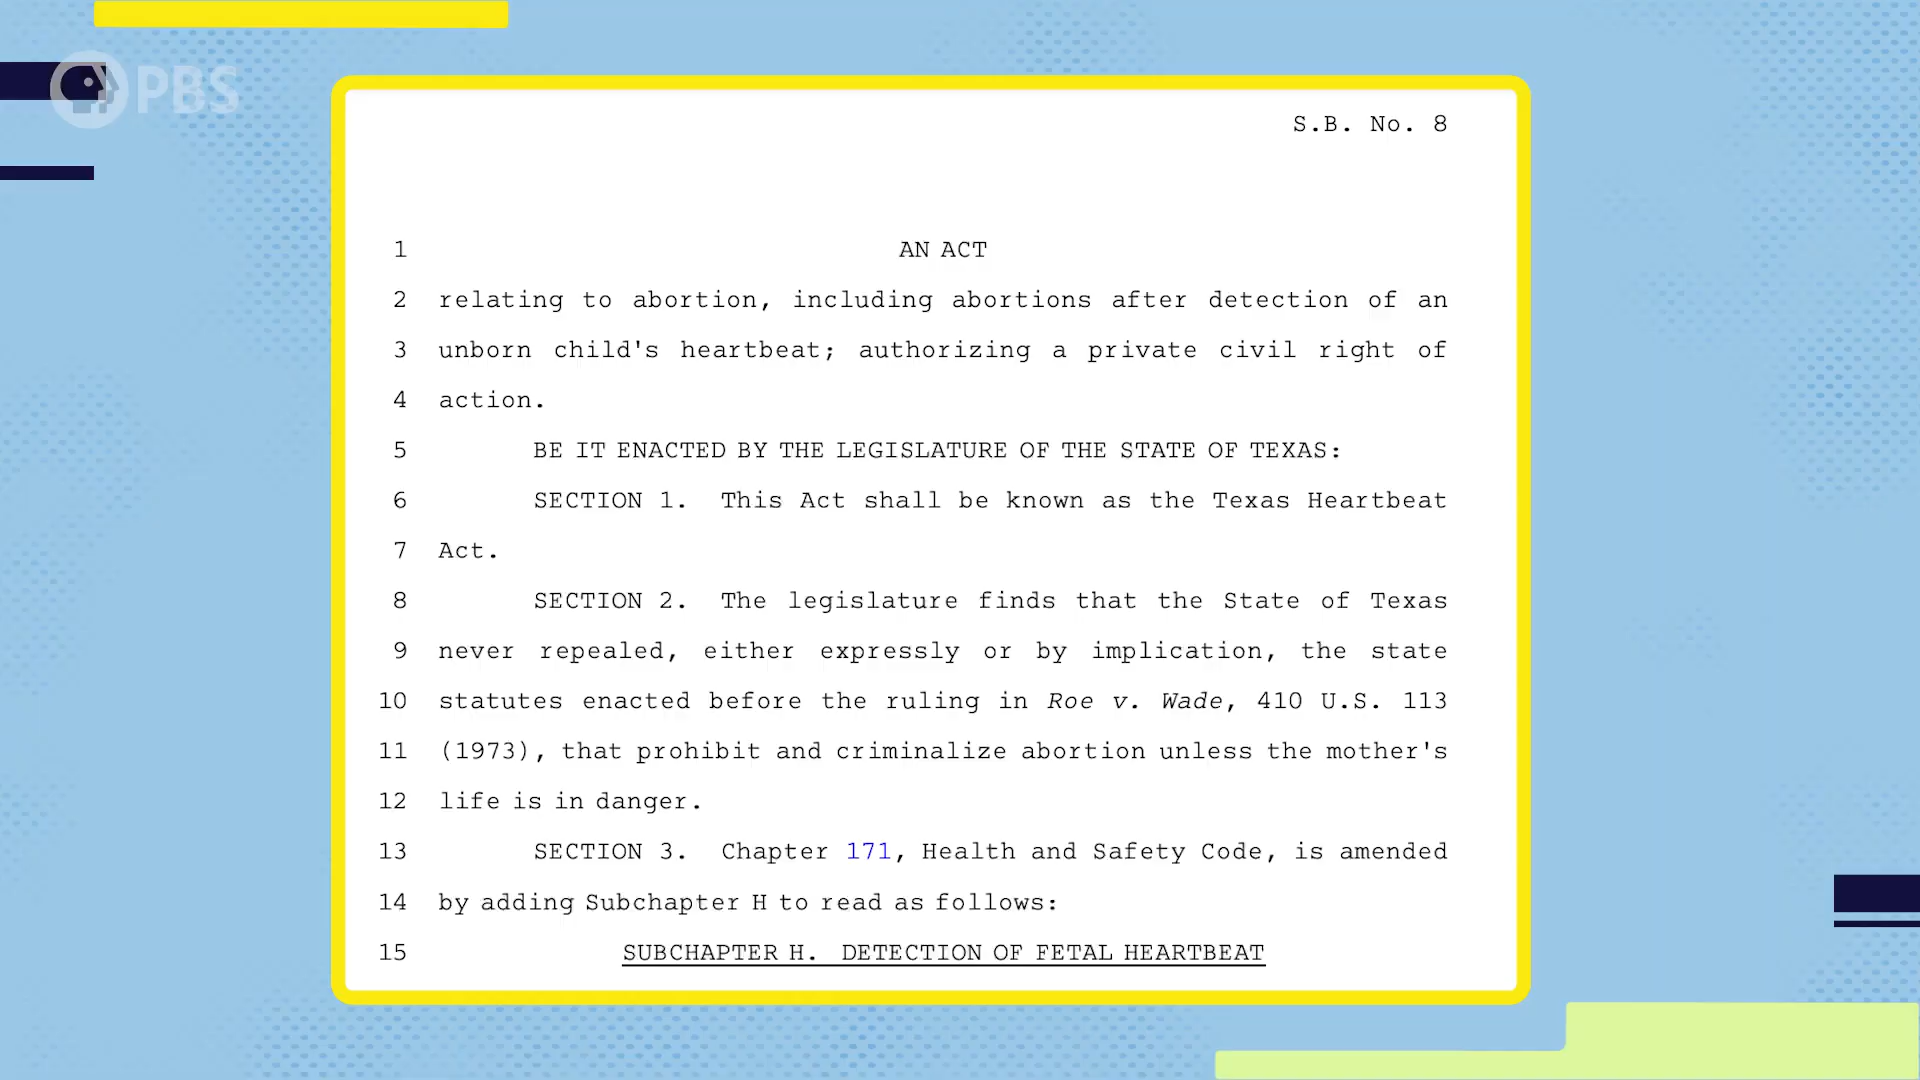 PBS
S.B. No. 8
1 AN ACT
2 relating to abortion, including abortions after detection of an
3 unborn child's heartbeat; authorizing a private civil right of
4 action.
5 BE IT ENACTED BY THE LEGISLATURE OF THE STATE OF TEXAS:
6 SECTION 1. This Act shall be known as the Texas Heartbeat
7 Act.
8 SECTION 2. The legislature finds that the State of Texas
9 never repealed, either expressly or by implication, the state
10 statutes enacted before the ruling in Roe v. Wade, 410 U.S. 113
11 (1973), that prohibit and criminalize abortion unless the mother's
12 life is in danger.
13 SECTION 3. Chapter 171, Health and Safety Code, is amended
14 by adding Subchapter H to read as follows:
15 SUBCHAPTER H. DETECTION OF FETAL HEARTBEAT